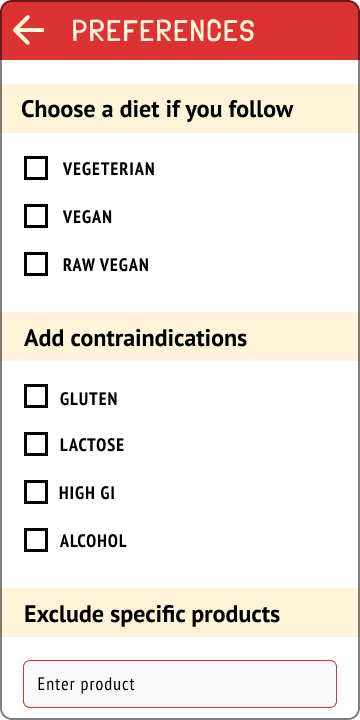 PREFERENCES
Choose a diet if you follow
VEGETERIAN
VEGAN
RAW VEGAN
Add contraindications
GLUTEN
LACTOSE
HIGH GI
ALCOHOL
Exclude specific products
Enter product